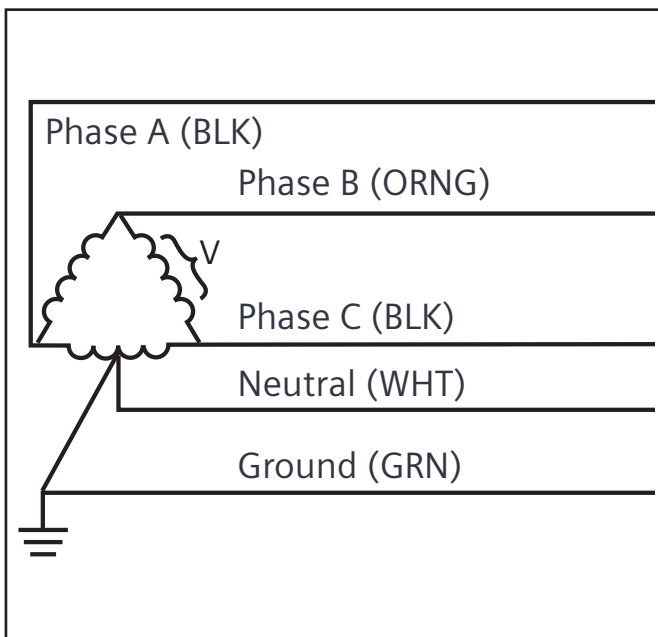 Phase A (BLK)
Phase B (ORNG)
V
Phase C (BLK)
Neutral (WHT)
Ground (GRN)